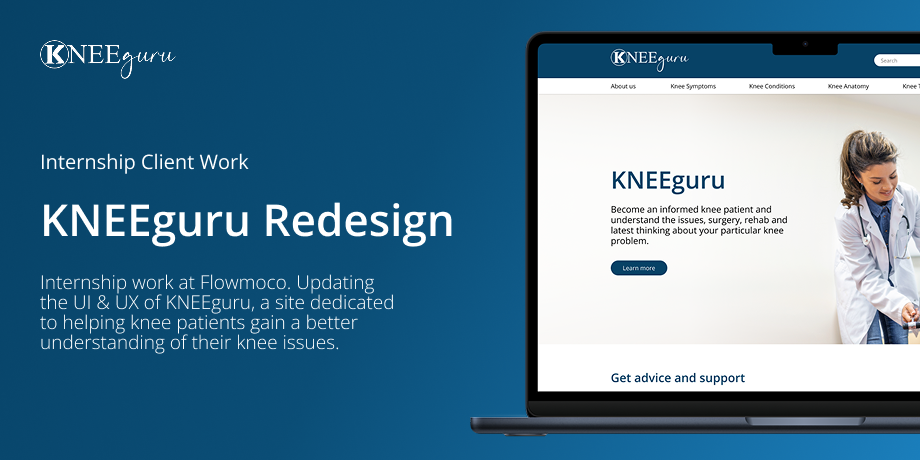 KNEEguru
Internship Client Work
KNEEguru Redesign
Internship work at Flowmoco. Updating
the UI & UX of KNEEguru, a site dedicated
to helping knee patients gain a better
understanding of their knee issues.
KNEEguru
Search
About us Knee Symptoms Knee Conditions Knee Anatomy Knee T
KNEEguru
Become an informed knee patient and
understand the issues, surgery, rehab and
latest thinking about your particular knee
problem.
Learn more
Get advice and support